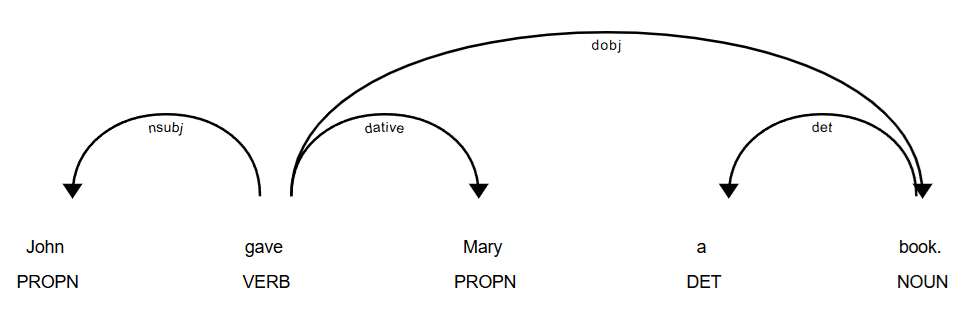 dobj
nsubj dative det
John gave Mary a book.
PROPN VERB PROPN DET NOUN